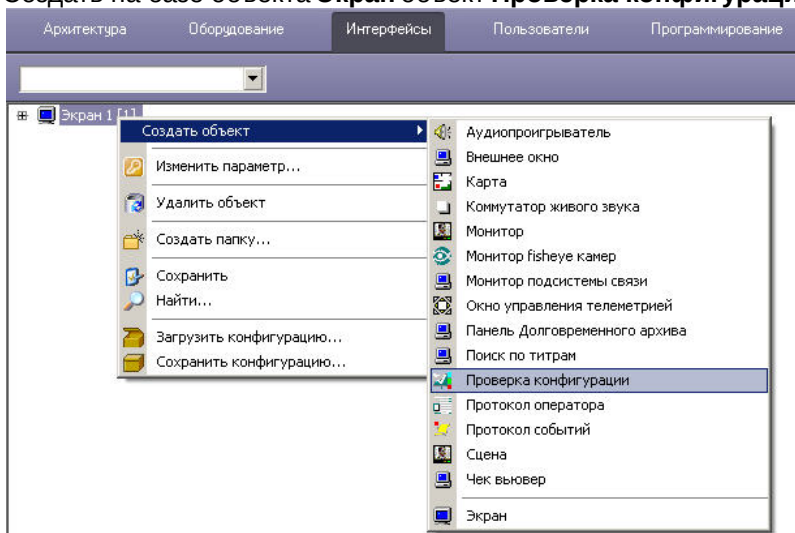 Создать на базе объекта Экран объект Проверка конфигураци
Архитектура Оборудование Интерфейсы Пользователи Программирование
Экран 1 [1]
Создать объект
Изменить параметр...
Удалить объект
Создать папку...
Сохранить
Найти...
Загрузить конфигурацию...
Сохранить конфигурацию...
Аудиопроигрыватель
Внешнее окно
Карта
Коммутатор живого звука
Монитор
Монитор fisheye камер
Монитор подсистемы связи
Окно управления телеметрией
Панель Долговременного архива
Поиск по титрам
Проверка конфигурации
Протокол оператора
Протокол событий
Сцена
Чек вьювер
Экран